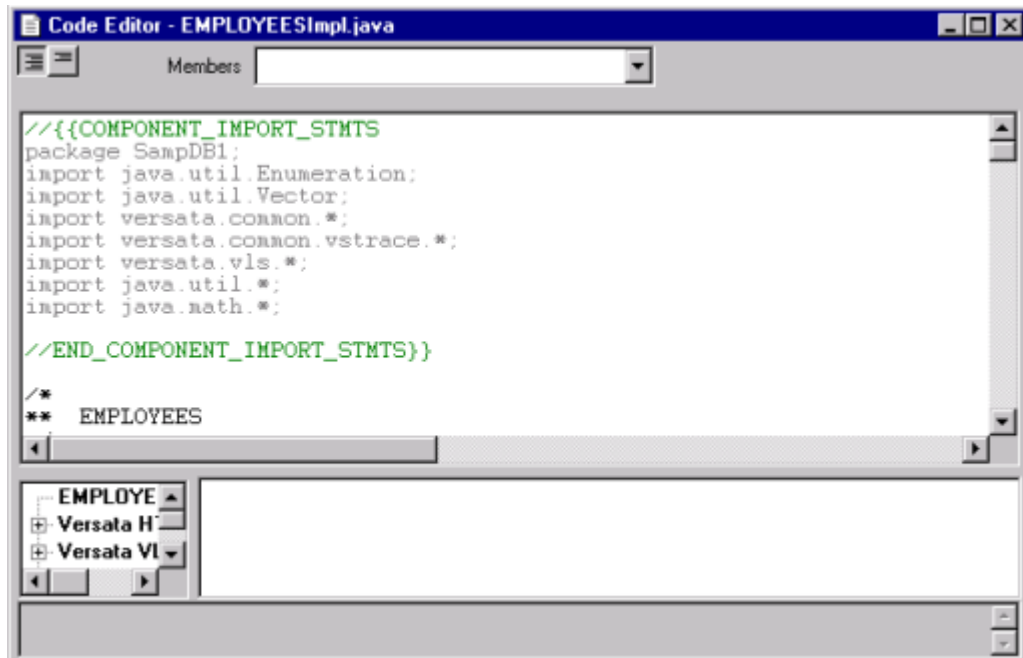 Code Editor - EMPLOYEESImpl.java
Members
//{{COMPONENT_IMPORT_STMTS
package SampDB1;
import java.util.Enumeration;
import java.util.Vector;
import versata.common.*;
import versata.common.vstrace.*;
import versata.vls.*;
import java.util.*;
import java.math.*;
//END_COMPONENT_IMPORT_STMTS}}
/*
** EMPLOYEES
EMPLOYE
Versata H
Versata VL